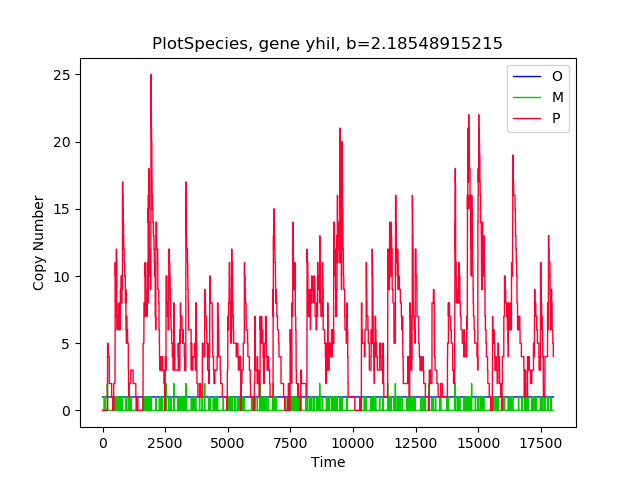 PlotSpecies, gene yhil, b=2.18548915215
O
M
P
Copy Number
25
20
15
10
5
0
0 2500 5000 7500 10000 12500 15000 17500
Time